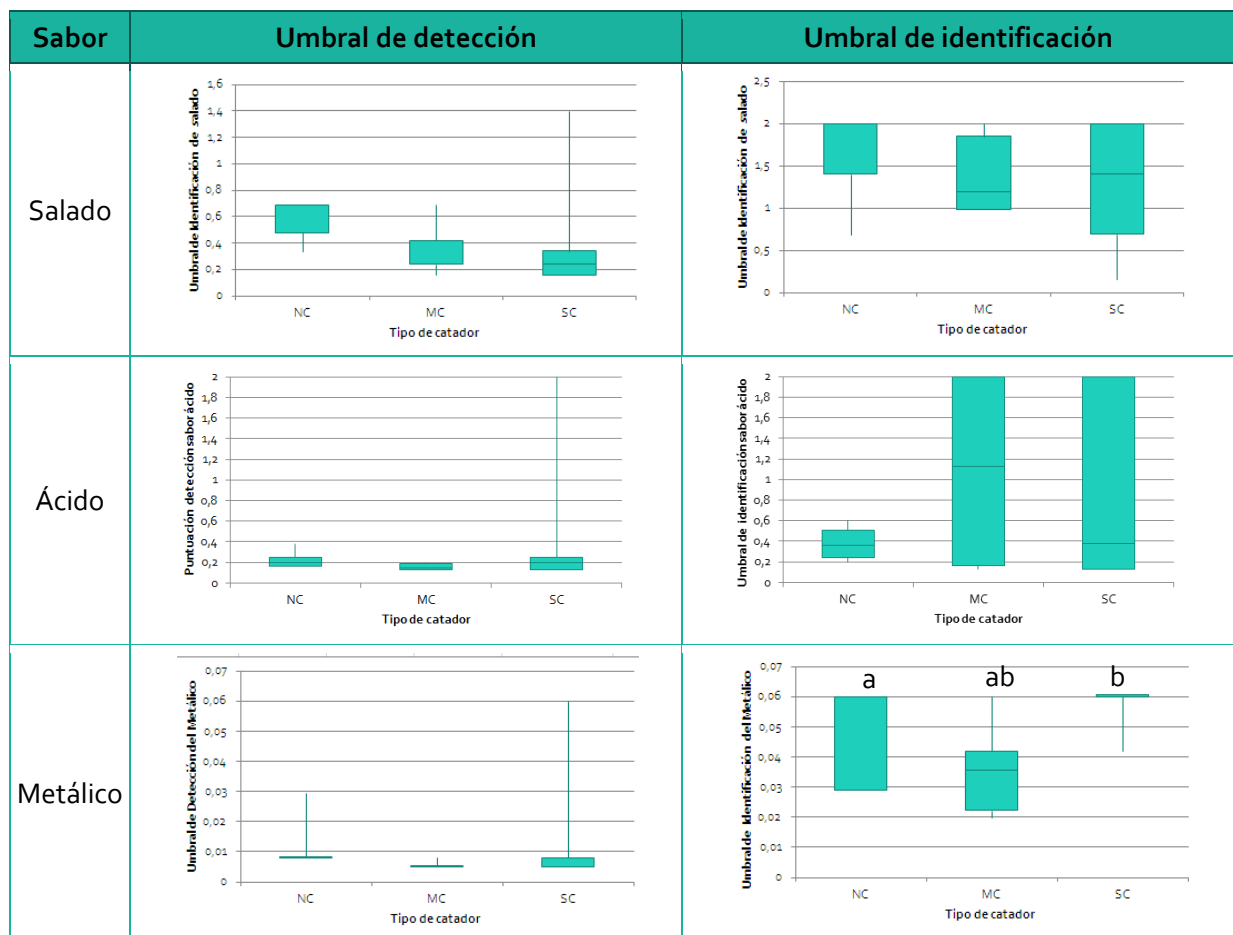 Sabor
Umbral de detección
Umbral de identificación
Salado
Umbral de Identificación de salado
1,6
1,4
1,2
1
0,8
0,6
0,4
0,2
0
NC MC SC
Tipo de catador
Umbral de identificación de salado
2,5
2
1,5
1
0,5
0
NC MC SC
Tipo de catador
Ácido
Puntuación detección sabor ácido
2
1,8
1,6
1,4
1,2
1
0,8
0,6
0,4
0,2
0
NC MC SC
Tipo de catador
Umbral de identificación sabor ácido
2
1,8
1,6
1,4
1,2
1
0,8
0,6
0,4
0,2
0
NC MC SC
Tipo de catador
Metálico
Umbral de Detección del Metálico
0,07
0,06
0,05
0,04
0,03
0,02
0,01
0
NC MC SC
Tipo de catador
Umbral de Identificación del Metálico
0,07
0,06
0,05
0,04
0,03
0,02
0,01
0
a ab b
NC MC SC
Tipo de catador